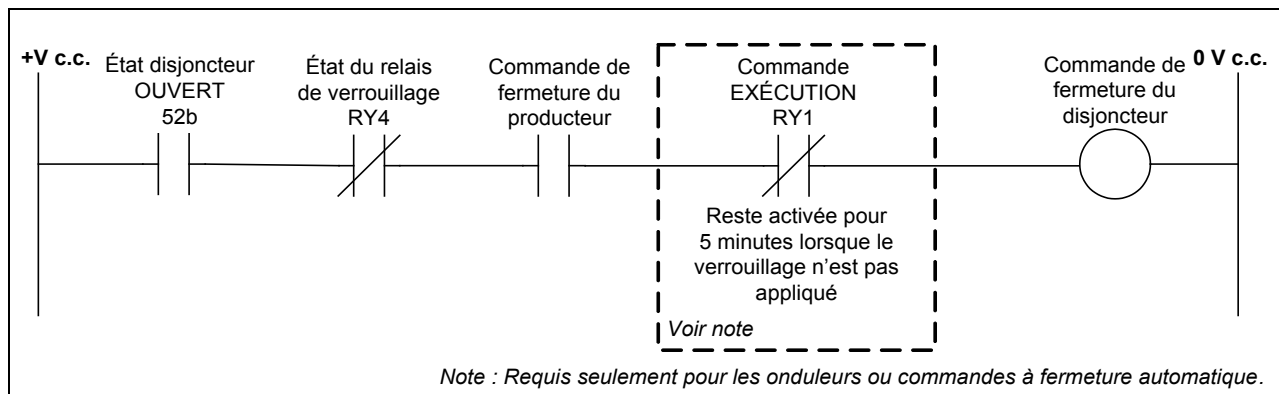 +V c.c.
État disjoncteur
OUVERT
52b
État du relais
de verrouillage
RY4
Commande de
fermeture du
producteur
Commande
EXÉCUTION
RY1
Reste activée pour
5 minutes lorsque le
verrouillage n’est pas
appliqué
Voir note
Commande de
fermeture du
disjoncteur
0 V c.c.
Note : Requis seulement pour les onduleurs ou commandes à fermeture automatique.